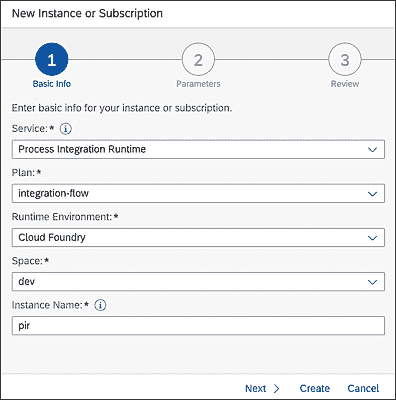 New Instance or Subscription
1
2
3
Basic Info
Parameters
Review
Enter basic info for your instance or subscription.
Service:*
Process Integration Runtime
Plan:*
integration-flow
Runtime Environment:*
Cloud Foundry
Space:*
dev
Instance Name:*
pir
Next
Create
Cancel